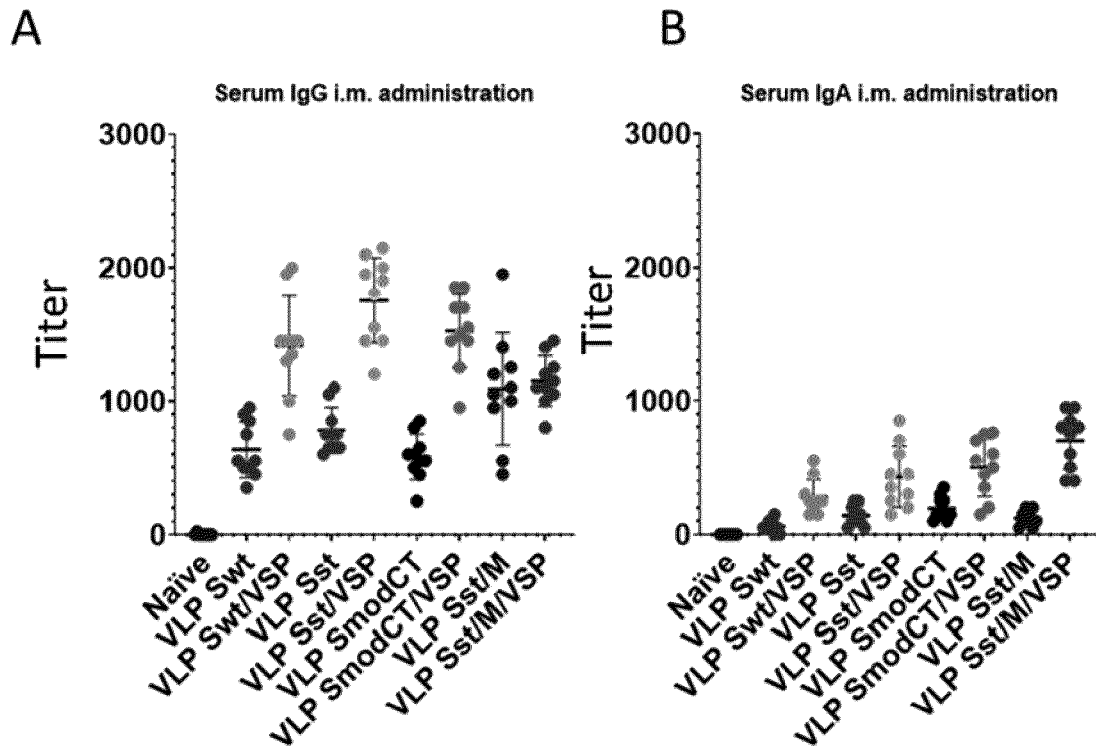 A
Serum IgG i.m. administration
Titer
3000
2000
1000
0
Naïve
VLP Swt
VLP Swt/VSP
VLP Sst
VLP Sst/VSP
VLP SmodCT
VLP SmodCT/VSP
VLP Sst/M
VLP Sst/M/VSP
B
Serum IgA i.m. administration
Titer
3000
2000
1000
0
Naïve
VLP Swt
VLP Swt/VSP
VLP Sst
VLP Sst/VSP
VLP SmodCT
VLP SmodCT/VSP
VLP Sst/M
VLP Sst/M/VSP